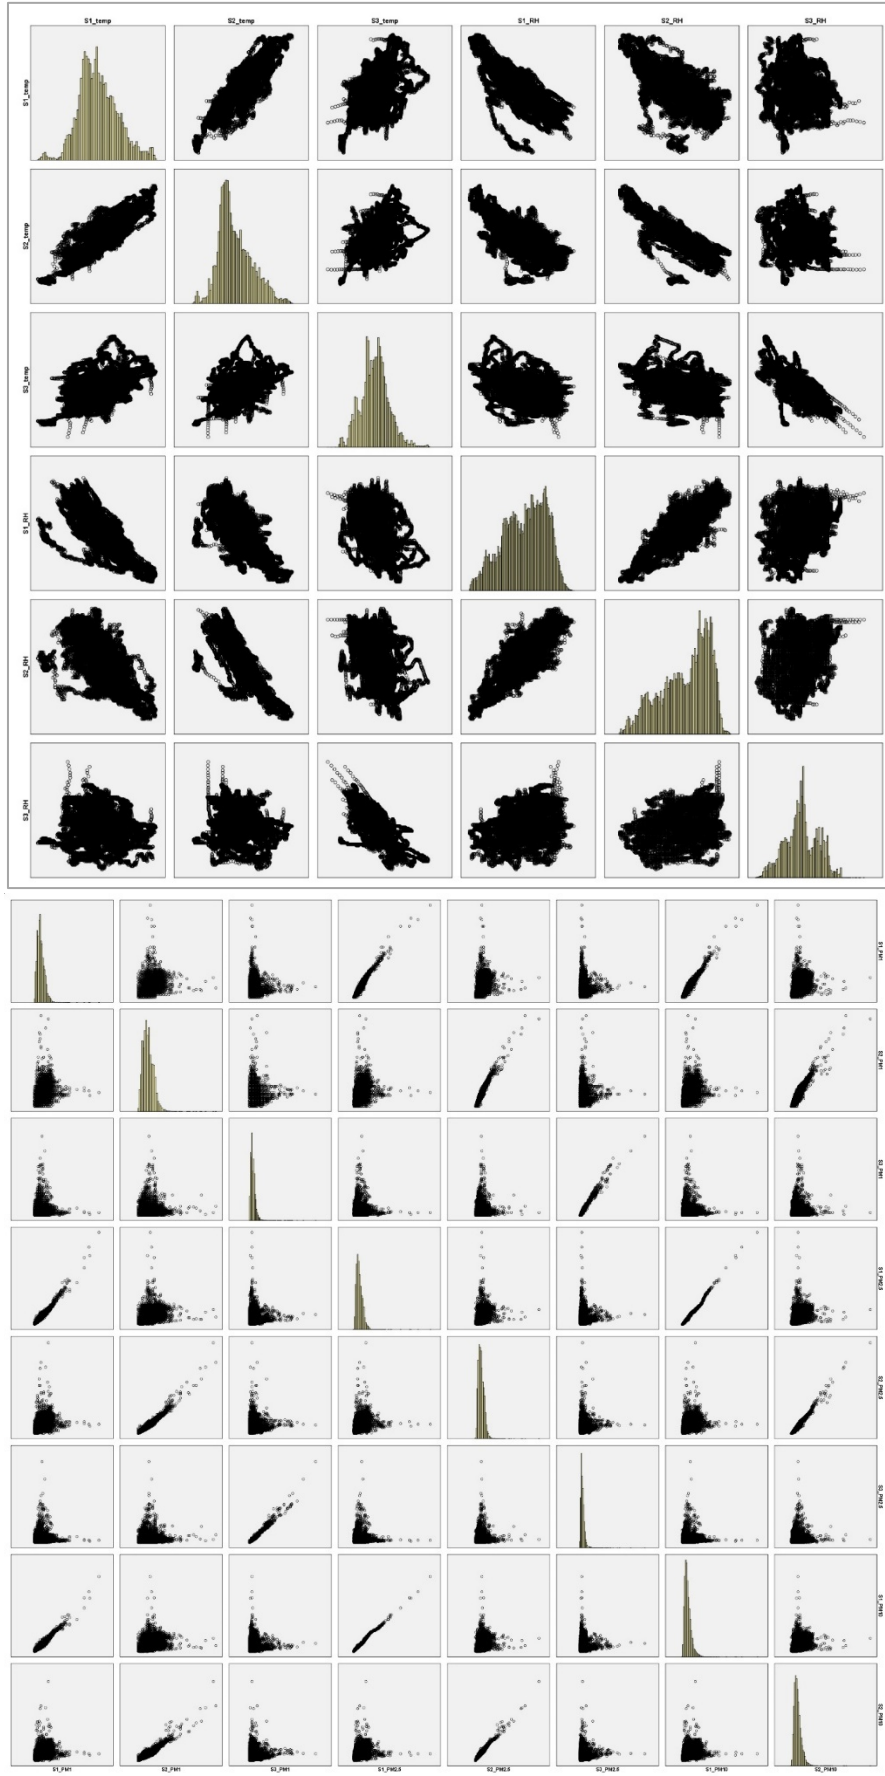 S1_temp S2_temp S3_temp S1_RH S2_RH S3_RH
S1_temp
S2_temp
S3_temp
S1_RH
S2_RH
S3_RH
S1_PM1
S2_PM1
S3_PM1
S1_PM2.5
S2_PM2.5
S3_PM2.5
S1_PM10
S2_PM10
S1_PM1 S2_PM1 S3_PM1 S1_PM2.5 S2_PM2.5 S3_PM2.5 S1_PM10 S2_PM10